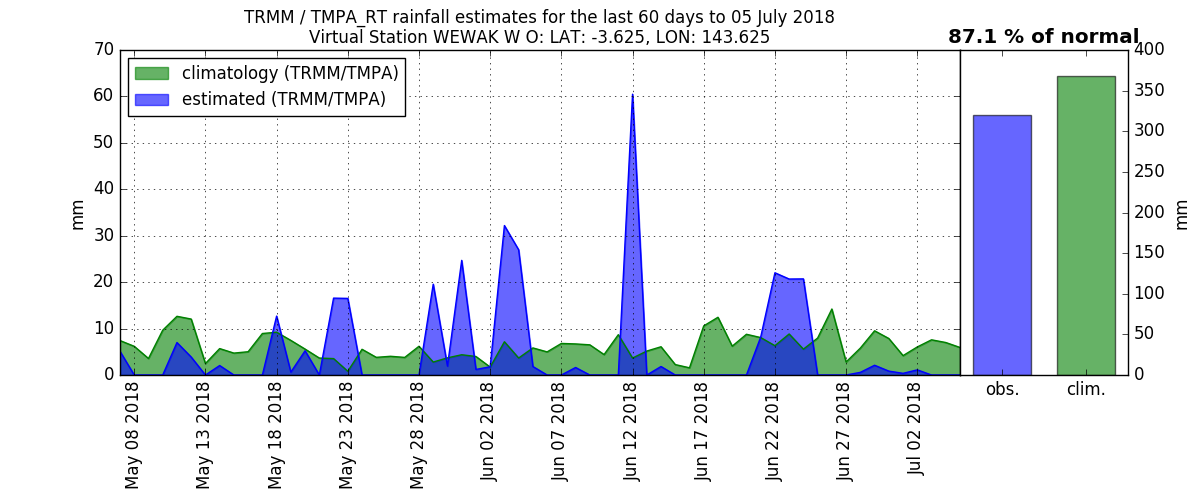 TRMM / TMPA_RT rainfall estimates for the last 60 days to 05 July 2018
Virtual Station WEWAK W O: LAT: -3.625, LON: 143.625
87.1 % of normal
climatology (TRMM/TMPA)
estimated (TRMM/TMPA)
70
60
50
40
30
20
10
0
mm
May 08 2018
May 13 2018
May 18 2018
May 23 2018
May 28 2018
Jun 02 2018
Jun 07 2018
Jun 12 2018
Jun 17 2018
Jun 22 2018
Jun 27 2018
Jul 02 2018
obs.
clim.
400
350
300
250
200
150
100
50
0
mm